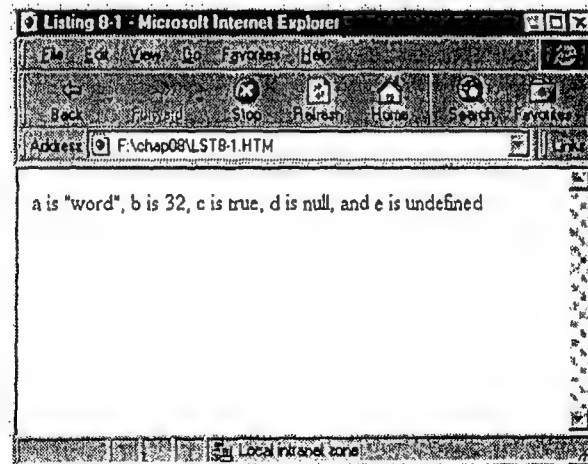 Listing 8-1 - Microsoft Internet Explorer
File Edit View Go Favorites Help
Back Forward Stop Refresh Home Search Favorites
Address F:\chap08\LST8-1.HTM Links
a is "word", b is 32, c is true, d is null, and e is undefined
Local intranet zone